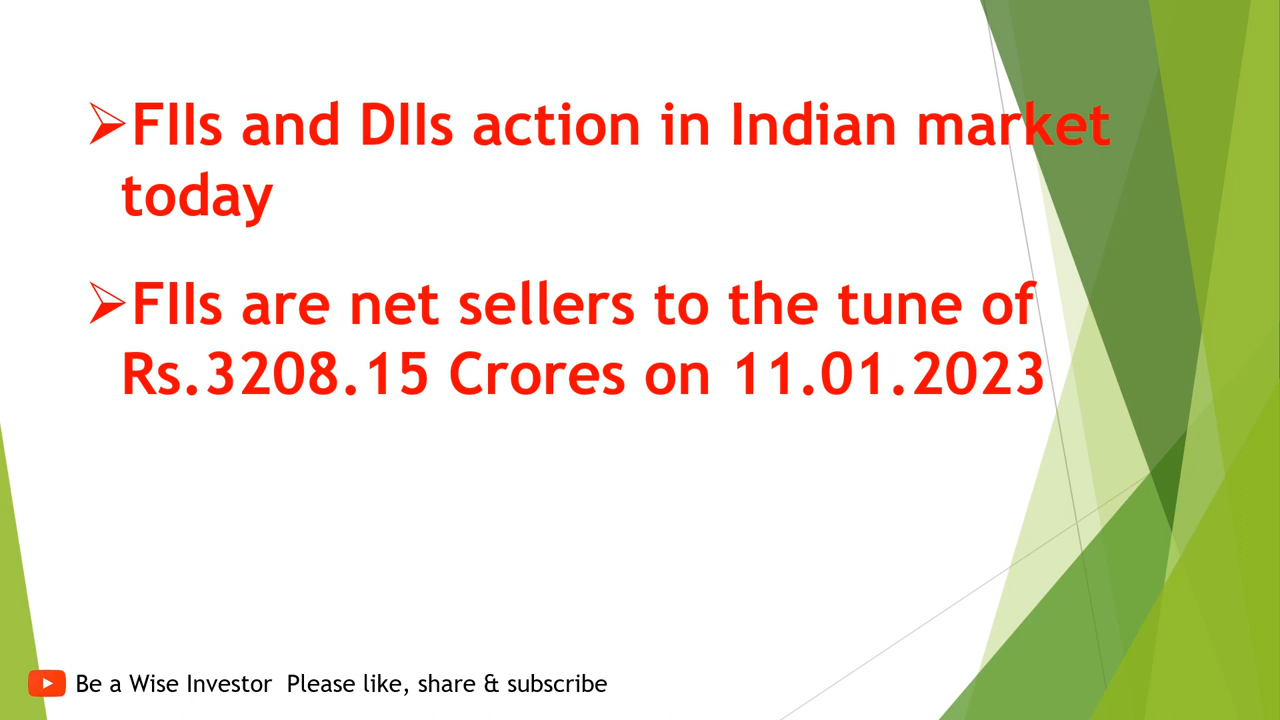 ➢FIIs and DIIs action in Indian market
today
➢FIIs are net sellers to the tune of
Rs.3208.15 Crores on 11.01.2023
Be a Wise Investor Please like, share & subscribe